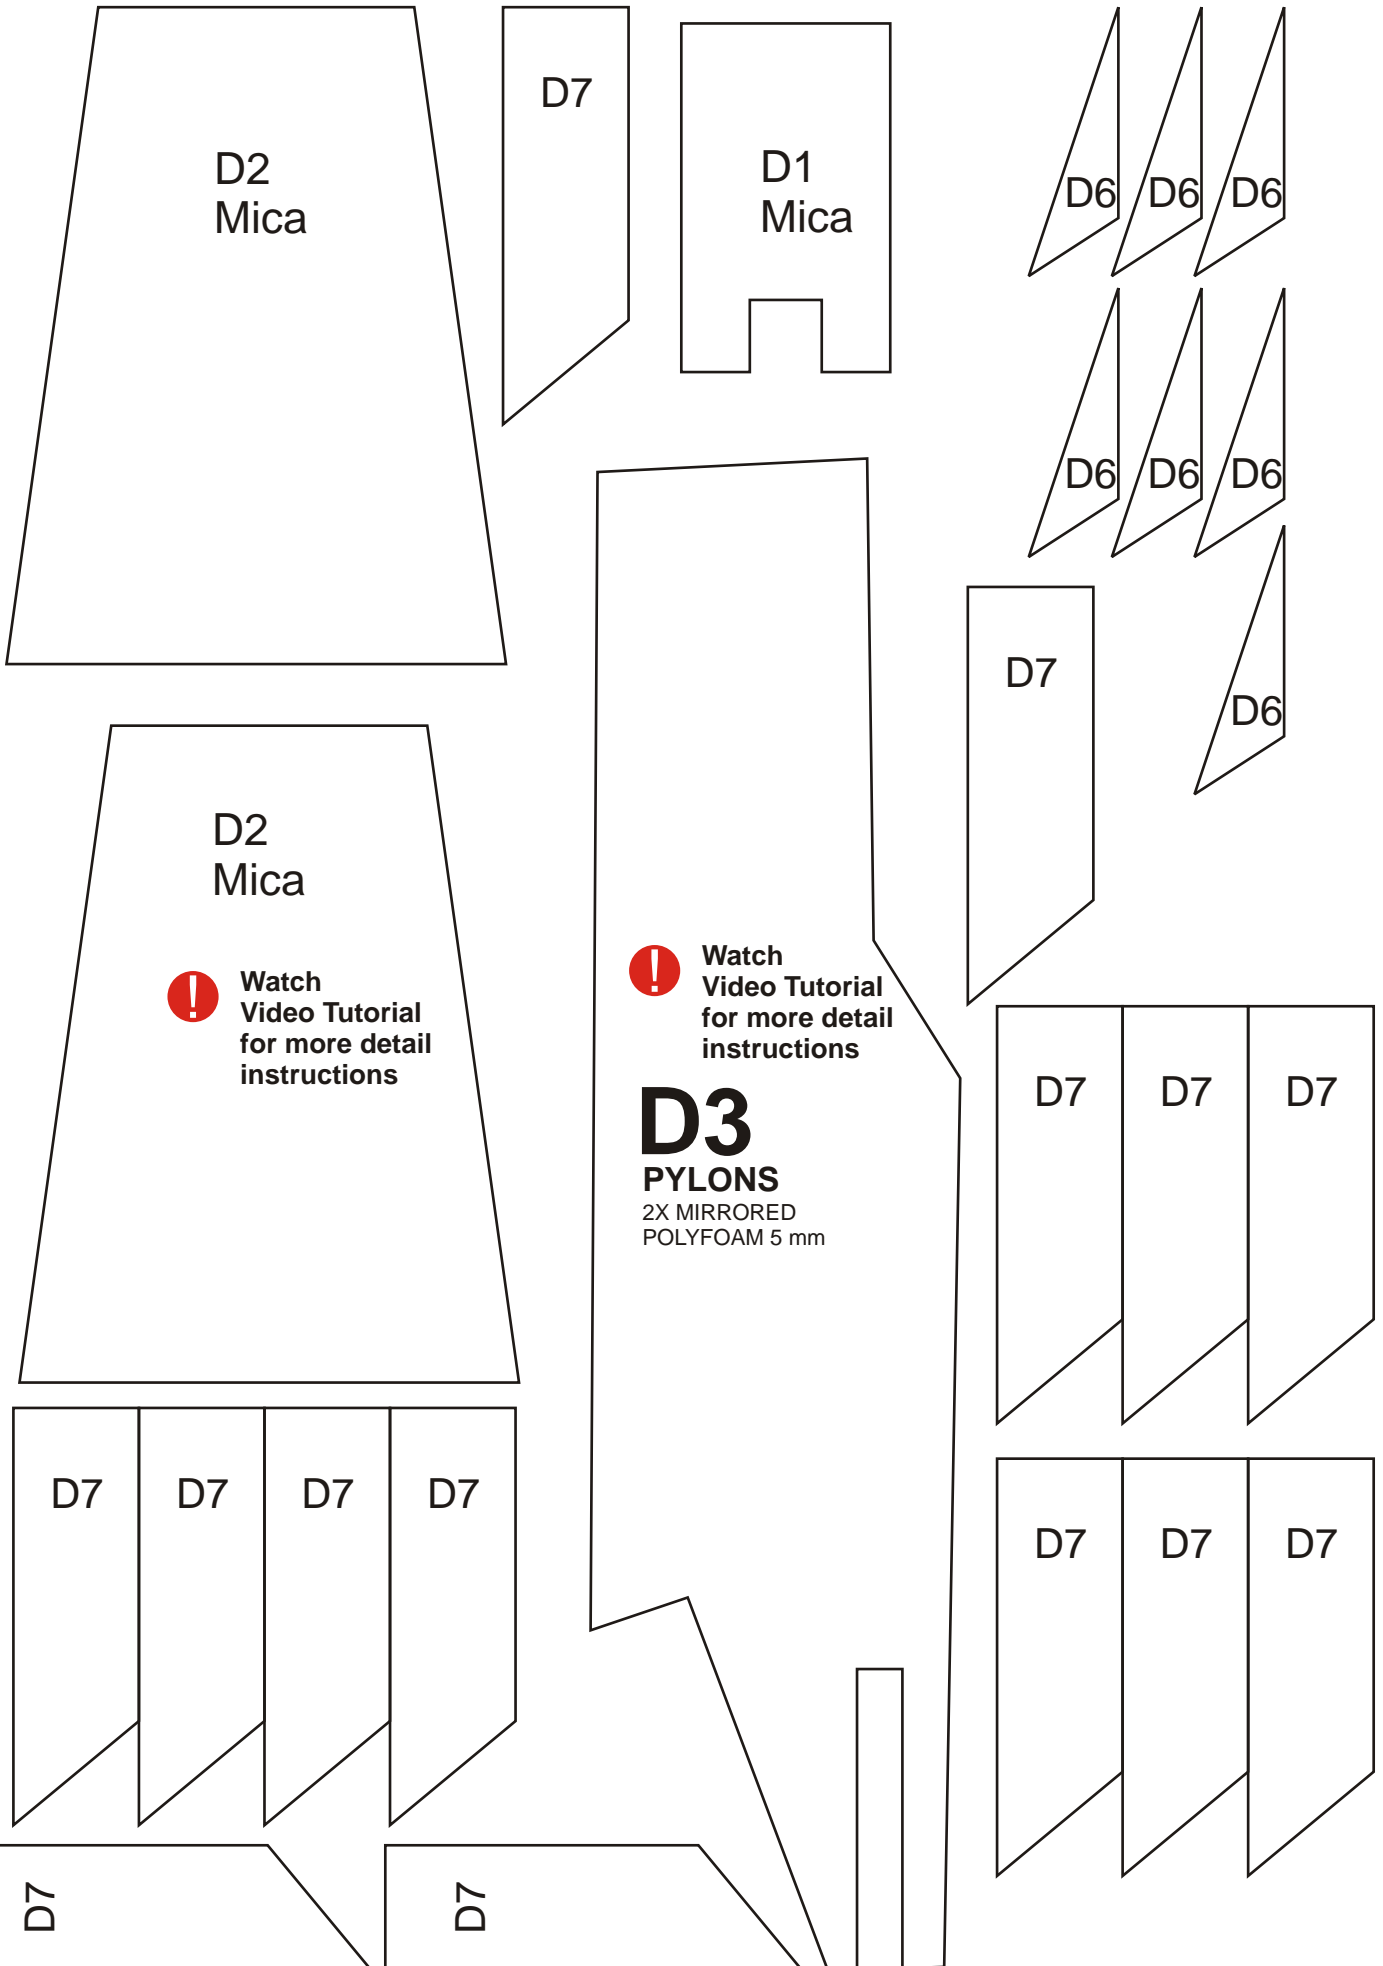 D2
Mica
D7
D1
Mica
D6
D6
D6
D6
D6
D6
D7
D6
D2
Mica
Watch
Video Tutorial
for more detail
instructions
Watch
Video Tutorial
for more detail
instructions
D3
PYLONS
2X MIRRORED
POLYFOAM 5 mm
D7
D7
D7
D7
D7
D7
D7
D7
D7
D7
D7
D7